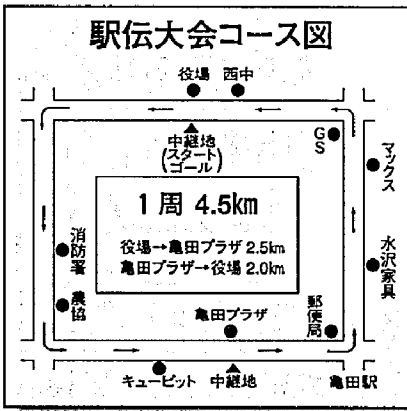 駅伝大会コース図
役場 西中
中継地
(スタート
ゴール)
GS
マックス
1周 4.5km
役場→亀田プラザ 2.5km
亀田プラザ→役場 2.0km
消防署
農協
水沢家具
亀田プラザ
郵便局
キューピット 中継地 亀田駅